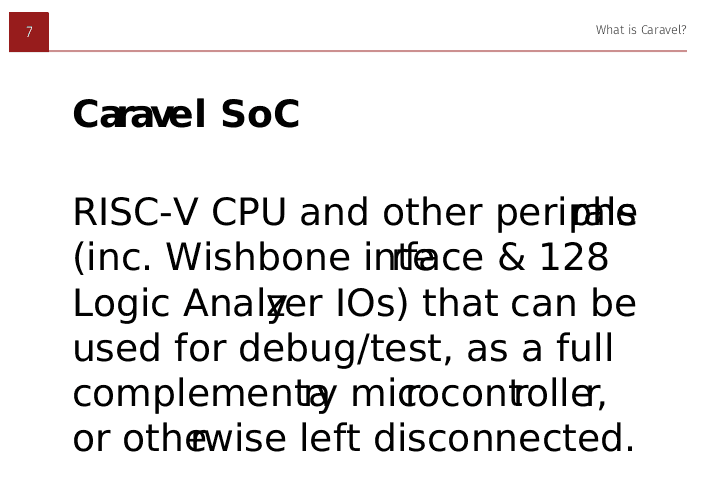 7
What is Caravel?
Caravel SoC
RISC-V CPU and other peripherals
(inc. Wishbone interface & 128
Logic Analyzer IOs) that can be
used for debug/test, as a full
complementary microcontroller,
or otherwise left disconnected.